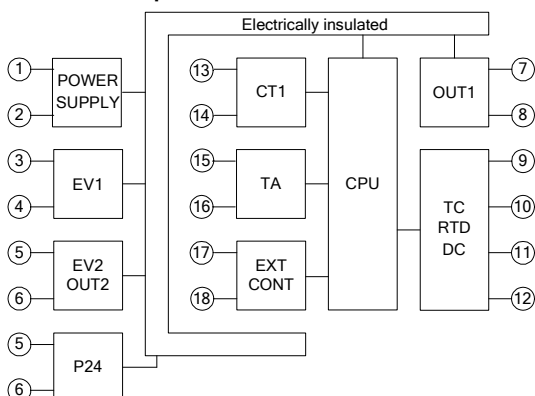 Electrically insulated
1
POWER
SUPPLY
2
3
EV1
4
5
EV2
OUT2
6
5
P24
6
13
CT1
14
15
TA
16
17
EXT
CONT
18
CPU
7
OUT1
8
9
TC
10
RTD
DC
11
12